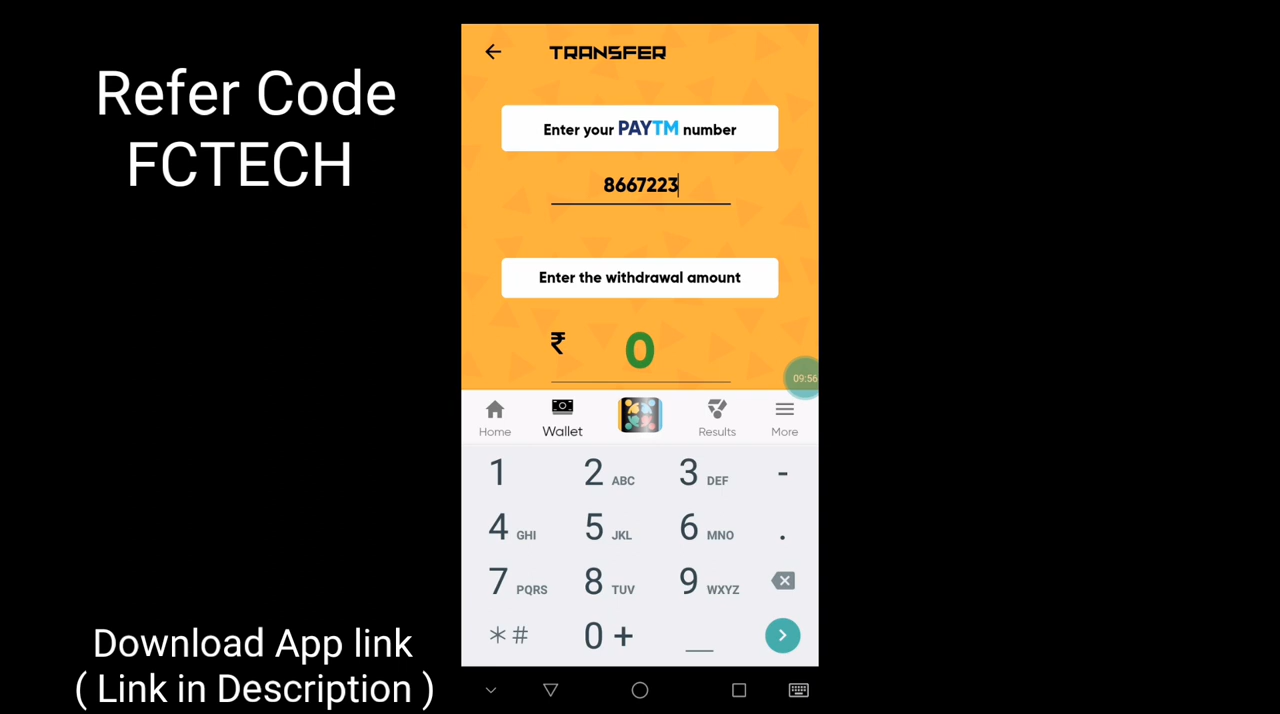 Refer Code
FCTECH
TRANSFER
Enter your PAYTM number
8667223
Enter the withdrawal amount
₹ 0
09:56
Home Wallet Results More
1 2 ABC 3 DEF -
4 GHI 5 JKL 6 MNO .
7 PQRS 8 TUV 9 WXYZ
*# 0 +
Download App link
( Link in Description )